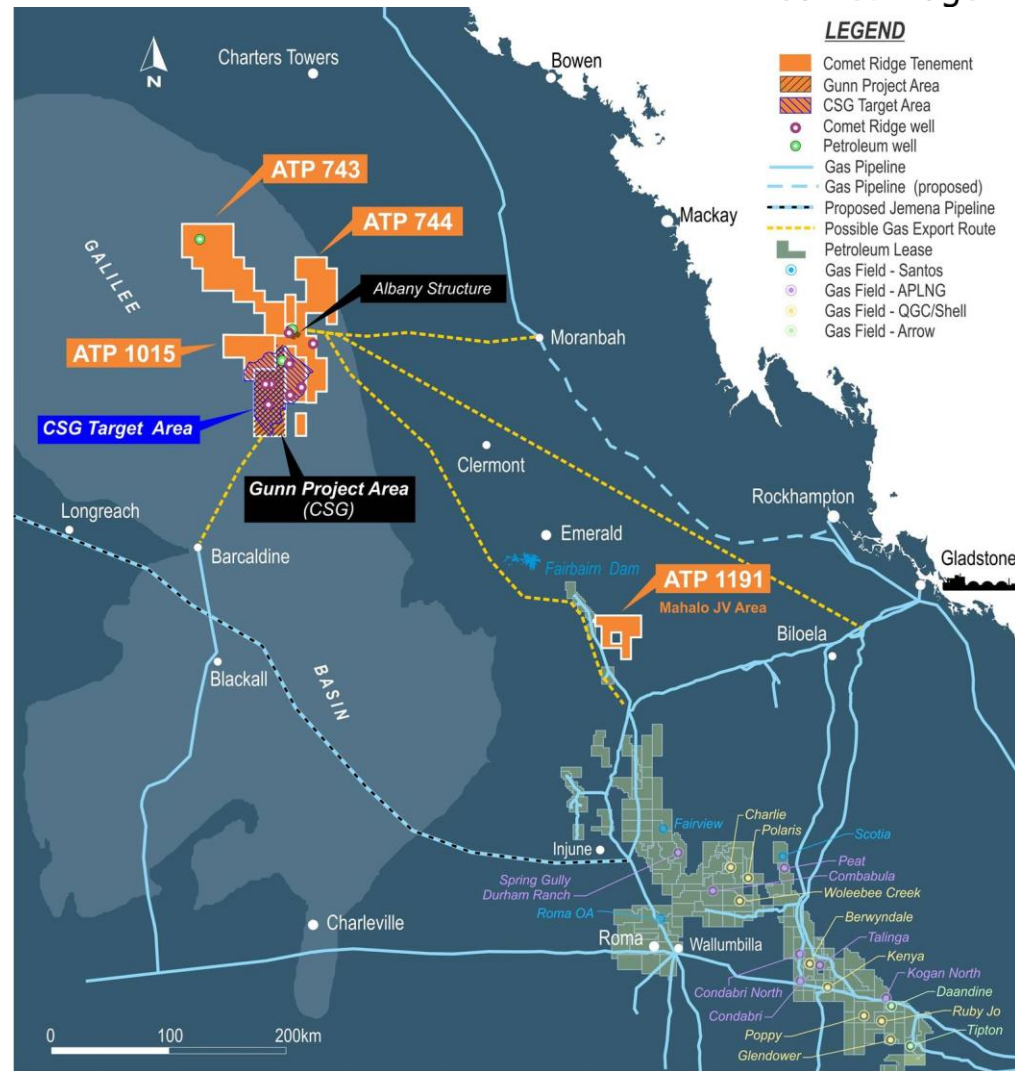 LEGEND
Comet Ridge Tenement
Gunn Project Area
CSG Target Area
Comet Ridge well
Petroleum well
Gas Pipeline
Gas Pipeline (proposed)
Proposed Jemena Pipeline
Possible Gas Export Route
Petroleum Lease
Gas Field - Santos
Gas Field - APLNG
Gas Field - QGC/Shell
Gas Field - Arrow
N
Charters Towers
Bowen
ATP 743
ATP 744
Mackay
GALILEE
Albany Structure
ATP 1015
Moranbah
CSG Target Area
Clermont
Gunn Project Area
(CSG)
Rockhampton
Longreach
Emerald
Barcaldine
Fairbairn Dam
Gladstone
ATP 1191
Mahalo JV Area
Biloela
Blackall
BASIN
Charlie
Polaris
Fairview
Scotia
Injune
Peat
Spring Gully
Durham Ranch
Combabula
Woleebee Creek
Roma OA
Berwyndale
Charleville
Talinga
Roma
Wallumbilla
Kenya
Kogan North
Condabri North
Daandine
Condabri
Ruby Jo
Poppy
Tipton
Glendower
0
100
200km